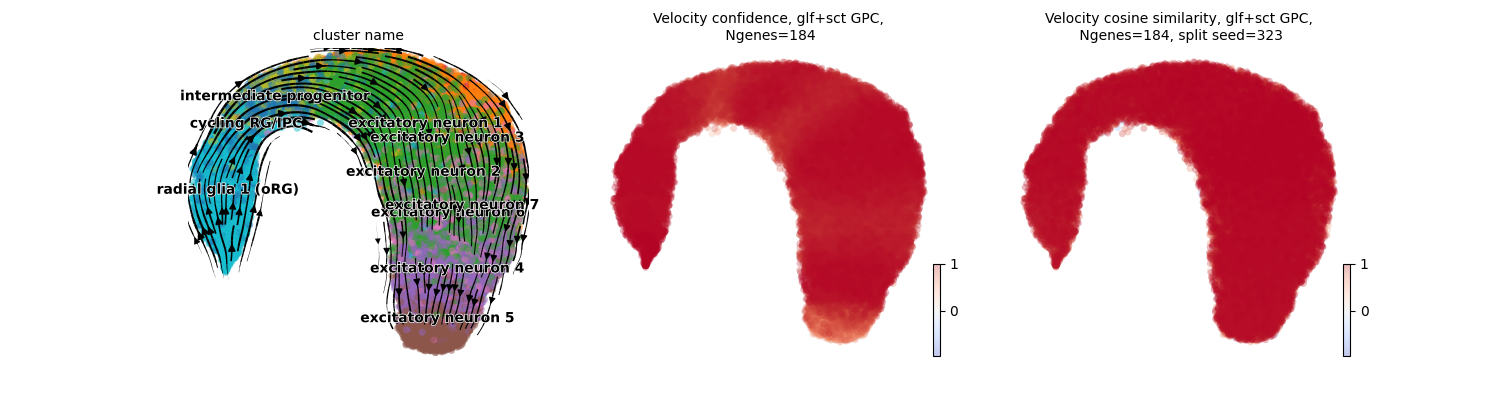 cluster name
intermediate progenitor
cycling RG/IPC
excitatory neuron 1
excitatory neuron 3
excitatory neuron 2
radial glia 1 (oRG)
excitatory neuron 7
excitatory neuron 6
excitatory neuron 4
excitatory neuron 5
Velocity confidence, glf+sct GPC,
Ngenes=184
1
0
Velocity cosine similarity, glf+sct GPC,
Ngenes=184, split seed=323
1
0